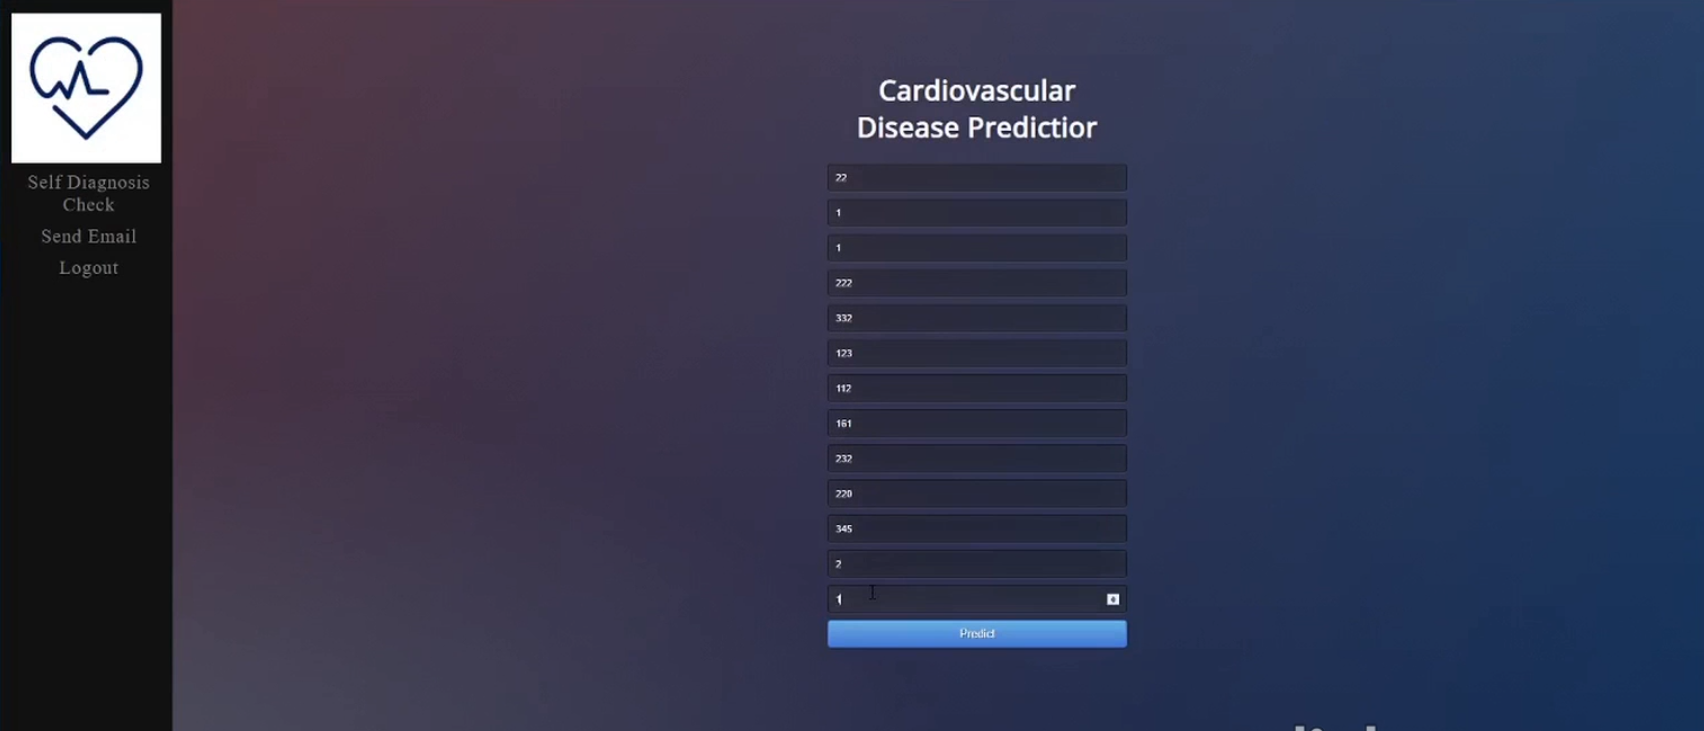 Self Diagnosis
Check
Send Email
Logout
Cardiovascular
Disease Predictior
22
1
1
222
332
123
112
161
232
220
345
2
1
Predict